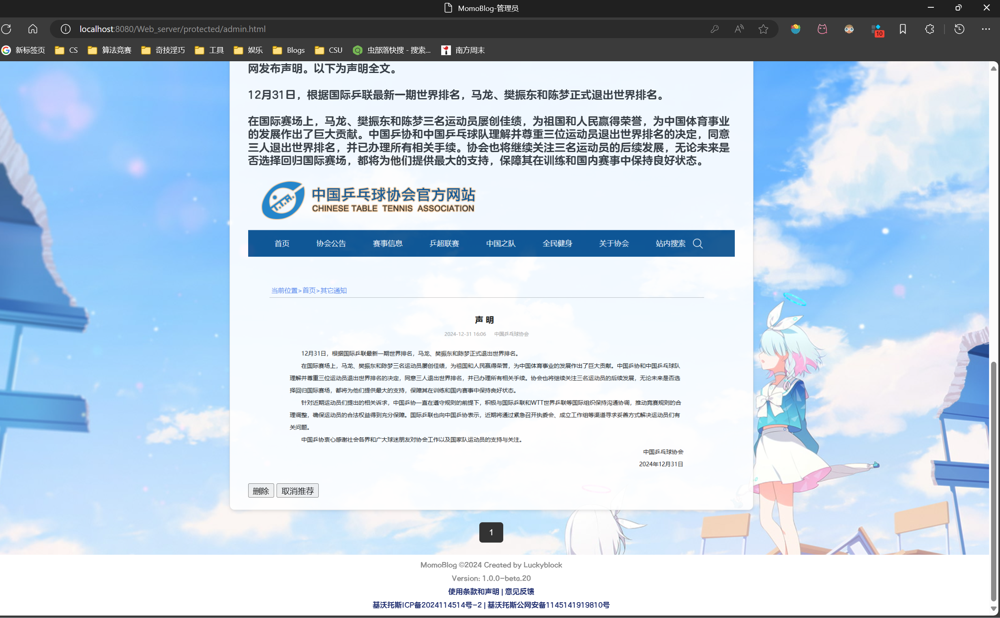 MomoBlog-管理员
localhost:8080/Web_server/protected/admin.html
10
新标签页 CS 算法竞赛 奇技淫巧 工具 娱乐 Blogs CSU 虫部落快搜 - 搜索... 南方周末
网发布声明。以下为声明全文。
12月31日，根据国际乒联最新一期世界排名，马龙、樊振东和陈梦正式退出世界排名。
在国际赛场上，马龙、樊振东和陈梦三名运动员屡创佳绩，为祖国和人民赢得荣誉，为中国体育事业
的发展作出了巨大贡献。中国乒协和中国乒乓球队理解并尊重三位运动员退出世界排名的决定，同意
三人退出世界排名，并已办理所有相关手续。协会也将继续关注三名运动员的后续发展，无论未来是
否选择回归国际赛场，都将为他们提供最大的支持，保障其在训练和国内赛事中保持良好状态。
T.T.A.
中国乒乓球协会官方网站
CHINESE TABLE TENNIS ASSOCIATION
首页 协会公告 赛事信息 乒超联赛 中国之队 全民健身 关于协会 站内搜索
当前位置>首页>其它通知
声 明
2024-12-31 16:06 中国乒乓球协会
12月31日，根据国际乒联最新一期世界排名，马龙、樊振东和陈梦正式退出世界排名。
在国际赛场上，马龙、樊振东和陈梦三名运动员屡创佳绩，为祖国和人民赢得荣誉，为中国体育事业的发展作出了巨大贡献。中国乒协和中国乒乓球队
理解并尊重三位运动员退出世界排名的决定，同意三人退出世界排名，并已办理所有相关手续。协会也将继续关注三名运动员的后续发展，无论未来是否选
择回归国际赛场，都将为他们提供最大的支持，保障其在训练和国内赛事中保持良好状态。
针对近期运动员们提出的相关诉求，中国乒协一直在遵守规则的前提下，积极与国际乒联和WTT世界乒联等国际组织保持沟通协调，推动竞赛规则的合
理调整，确保运动员的合法权益得到充分保障。国际乒联也向中国乒协表示，近期将通过紧急召开执委会、成立工作组等渠道寻求妥善方式解决运动员们有
关问题。
中国乒协衷心感谢社会各界和广大球迷朋友对协会工作以及国家队运动员的支持与关注。
中国乒乓球协会
2024年12月31日
删除 取消推荐
1
MomoBlog ©2024 Created by Luckyblock
Version: 1.0.0-beta.20
使用条款和声明 | 意见反馈
基沃托斯ICP备2024114514号-2 | 基沃托斯公网安备1145141919810号